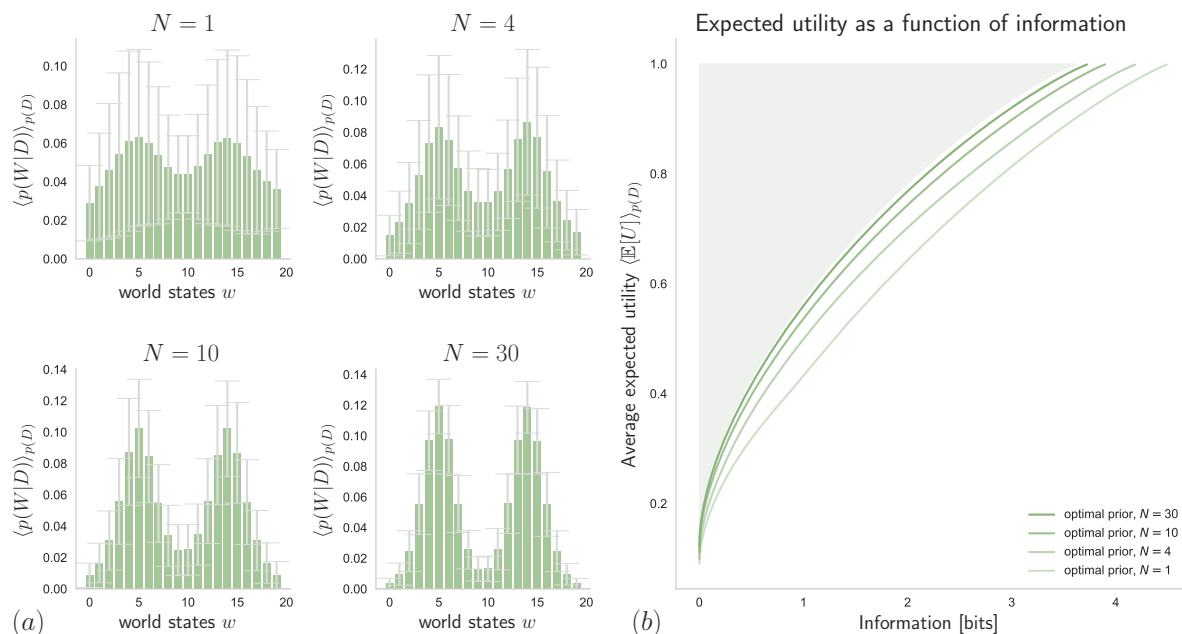 N = 1
0.10
0.08
0.06
0.04
0.02
0.00
⟨p(W|D)⟩p(D)
0 5 10 15 20
world states w
N = 4
0.12
0.10
0.08
0.06
0.04
0.02
0.00
⟨p(W|D)⟩p(D)
0 5 10 15 20
world states w
N = 10
0.14
0.12
0.10
0.08
0.06
0.04
0.02
0.00
⟨p(W|D)⟩p(D)
0 5 10 15 20
world states w
N = 30
0.14
0.12
0.10
0.08
0.06
0.04
0.02
0.00
⟨p(W|D)⟩p(D)
0 5 10 15 20
world states w
(a)
Expected utility as a function of information
1.0
0.8
0.6
0.4
0.2
Average expected utility ⟨𝔼[U]⟩p(D)
optimal prior, N = 30
optimal prior, N = 10
optimal prior, N = 4
optimal prior, N = 1
0 1 2 3 4
Information [bits]
(b)